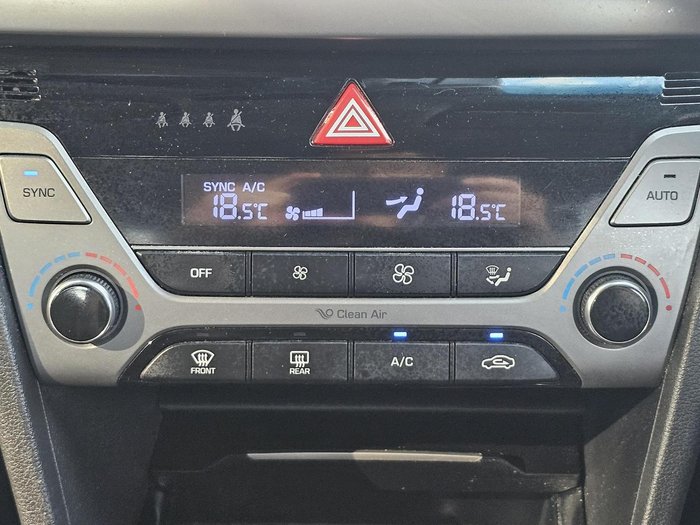 SYNC A/C
SYNC
18.5°C
18.5°C
AUTO
OFF
Clean Air
FRONT
REAR
A/C